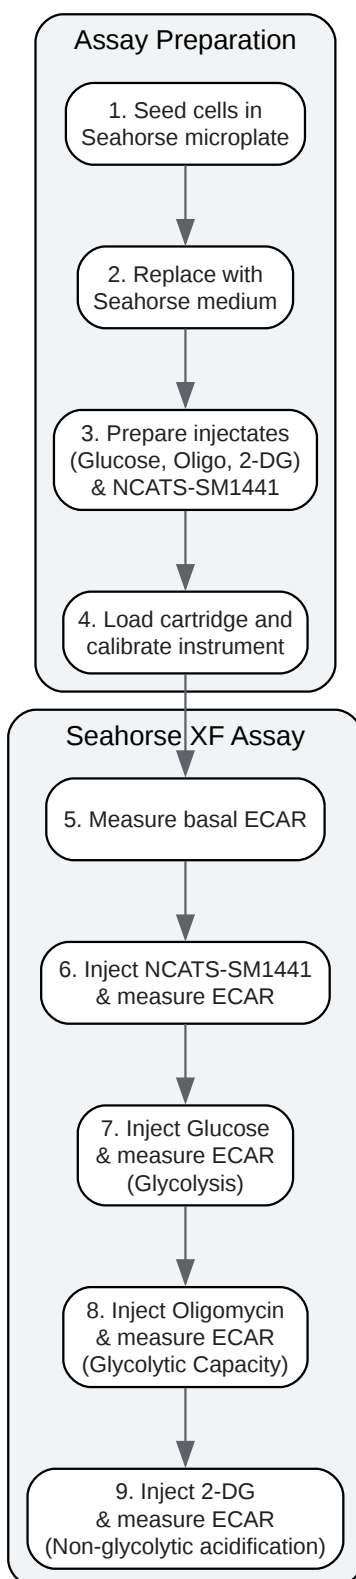 Assay Preparation
1. Seed cells in
Seahorse microplate
2. Replace with
Seahorse medium
3. Prepare injectates
(Glucose, Oligo, 2-DG)
& NCATS-SM1441
4. Load cartridge and
calibrate instrument
Seahorse XF Assay
5. Measure basal ECAR
6. Inject NCATS-SM1441
& measure ECAR
7. Inject Glucose
& measure ECAR
(Glycolysis)
8. Inject Oligomycin
& measure ECAR
(Glycolytic Capacity)
9. Inject 2-DG
& measure ECAR
(Non-glycolytic acidification)